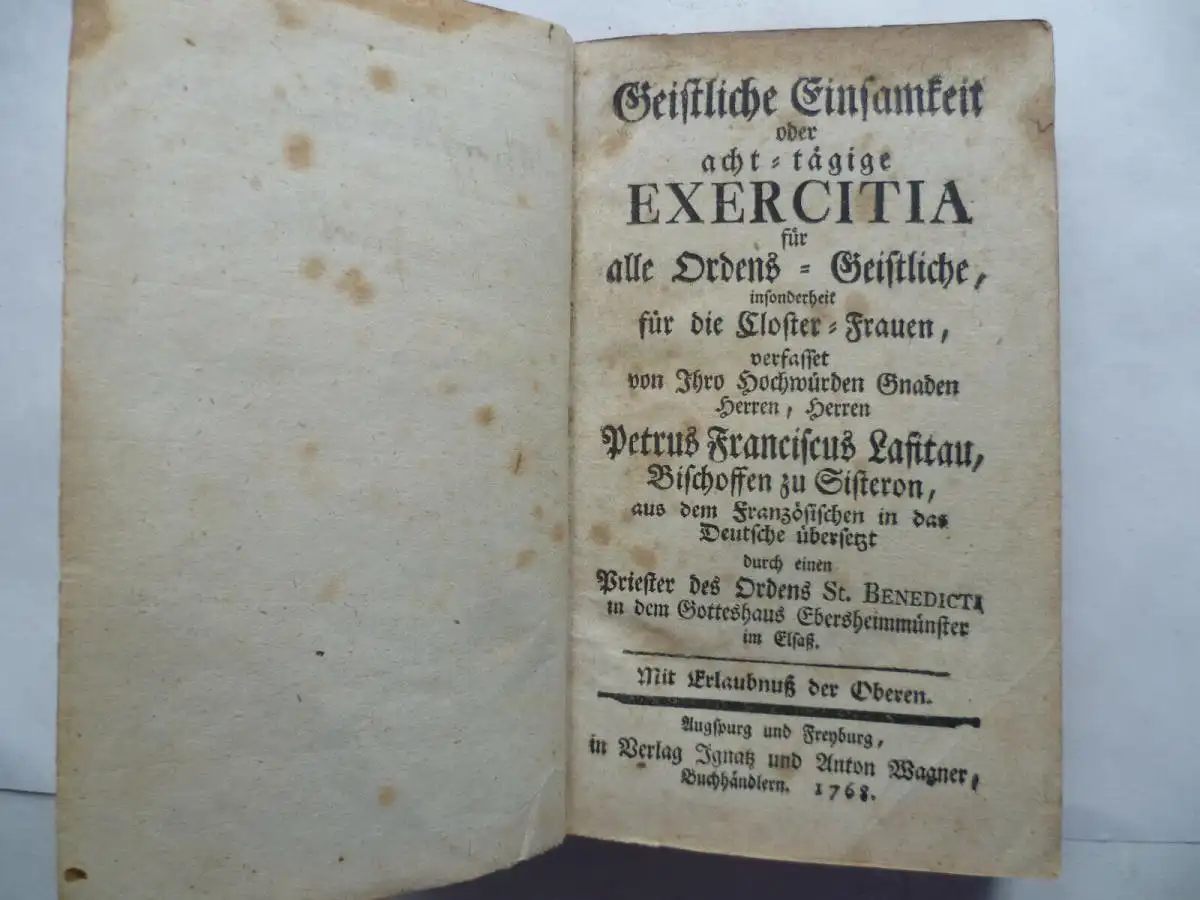 Geistliche Einsamkeit
oder
acht-tägige
EXERCITIA
für
alle Ordens-Geistliche,
insonderheit
für die Closter-Frauen,
verfasset
von Ihro Hochwürden Gnaden
Herren, Herren
Petrus Franciscus Lafitau,
Bischoffen zu Sisteron,
aus dem Französischen in das
Deutsche übersetzt
durch einen
Priester des Ordens St. BENEDICTI
in dem Gotteshaus Ebersheimmünster
im Elsaß.
Mit Erlaubnuß der Oberen.
Augspurg und Freyburg,
in Verlag Ignatz und Anton Wagner,
Buchhändlern. 1768.